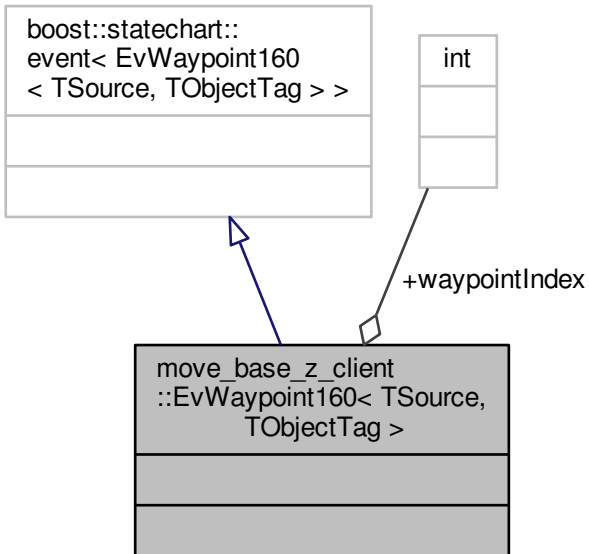 boost::statechart::
event< EvWaypoint160
< TSource, TObjectTag > >
int
+waypointIndex
move_base_z_client
::EvWaypoint160< TSource,
TObjectTag >